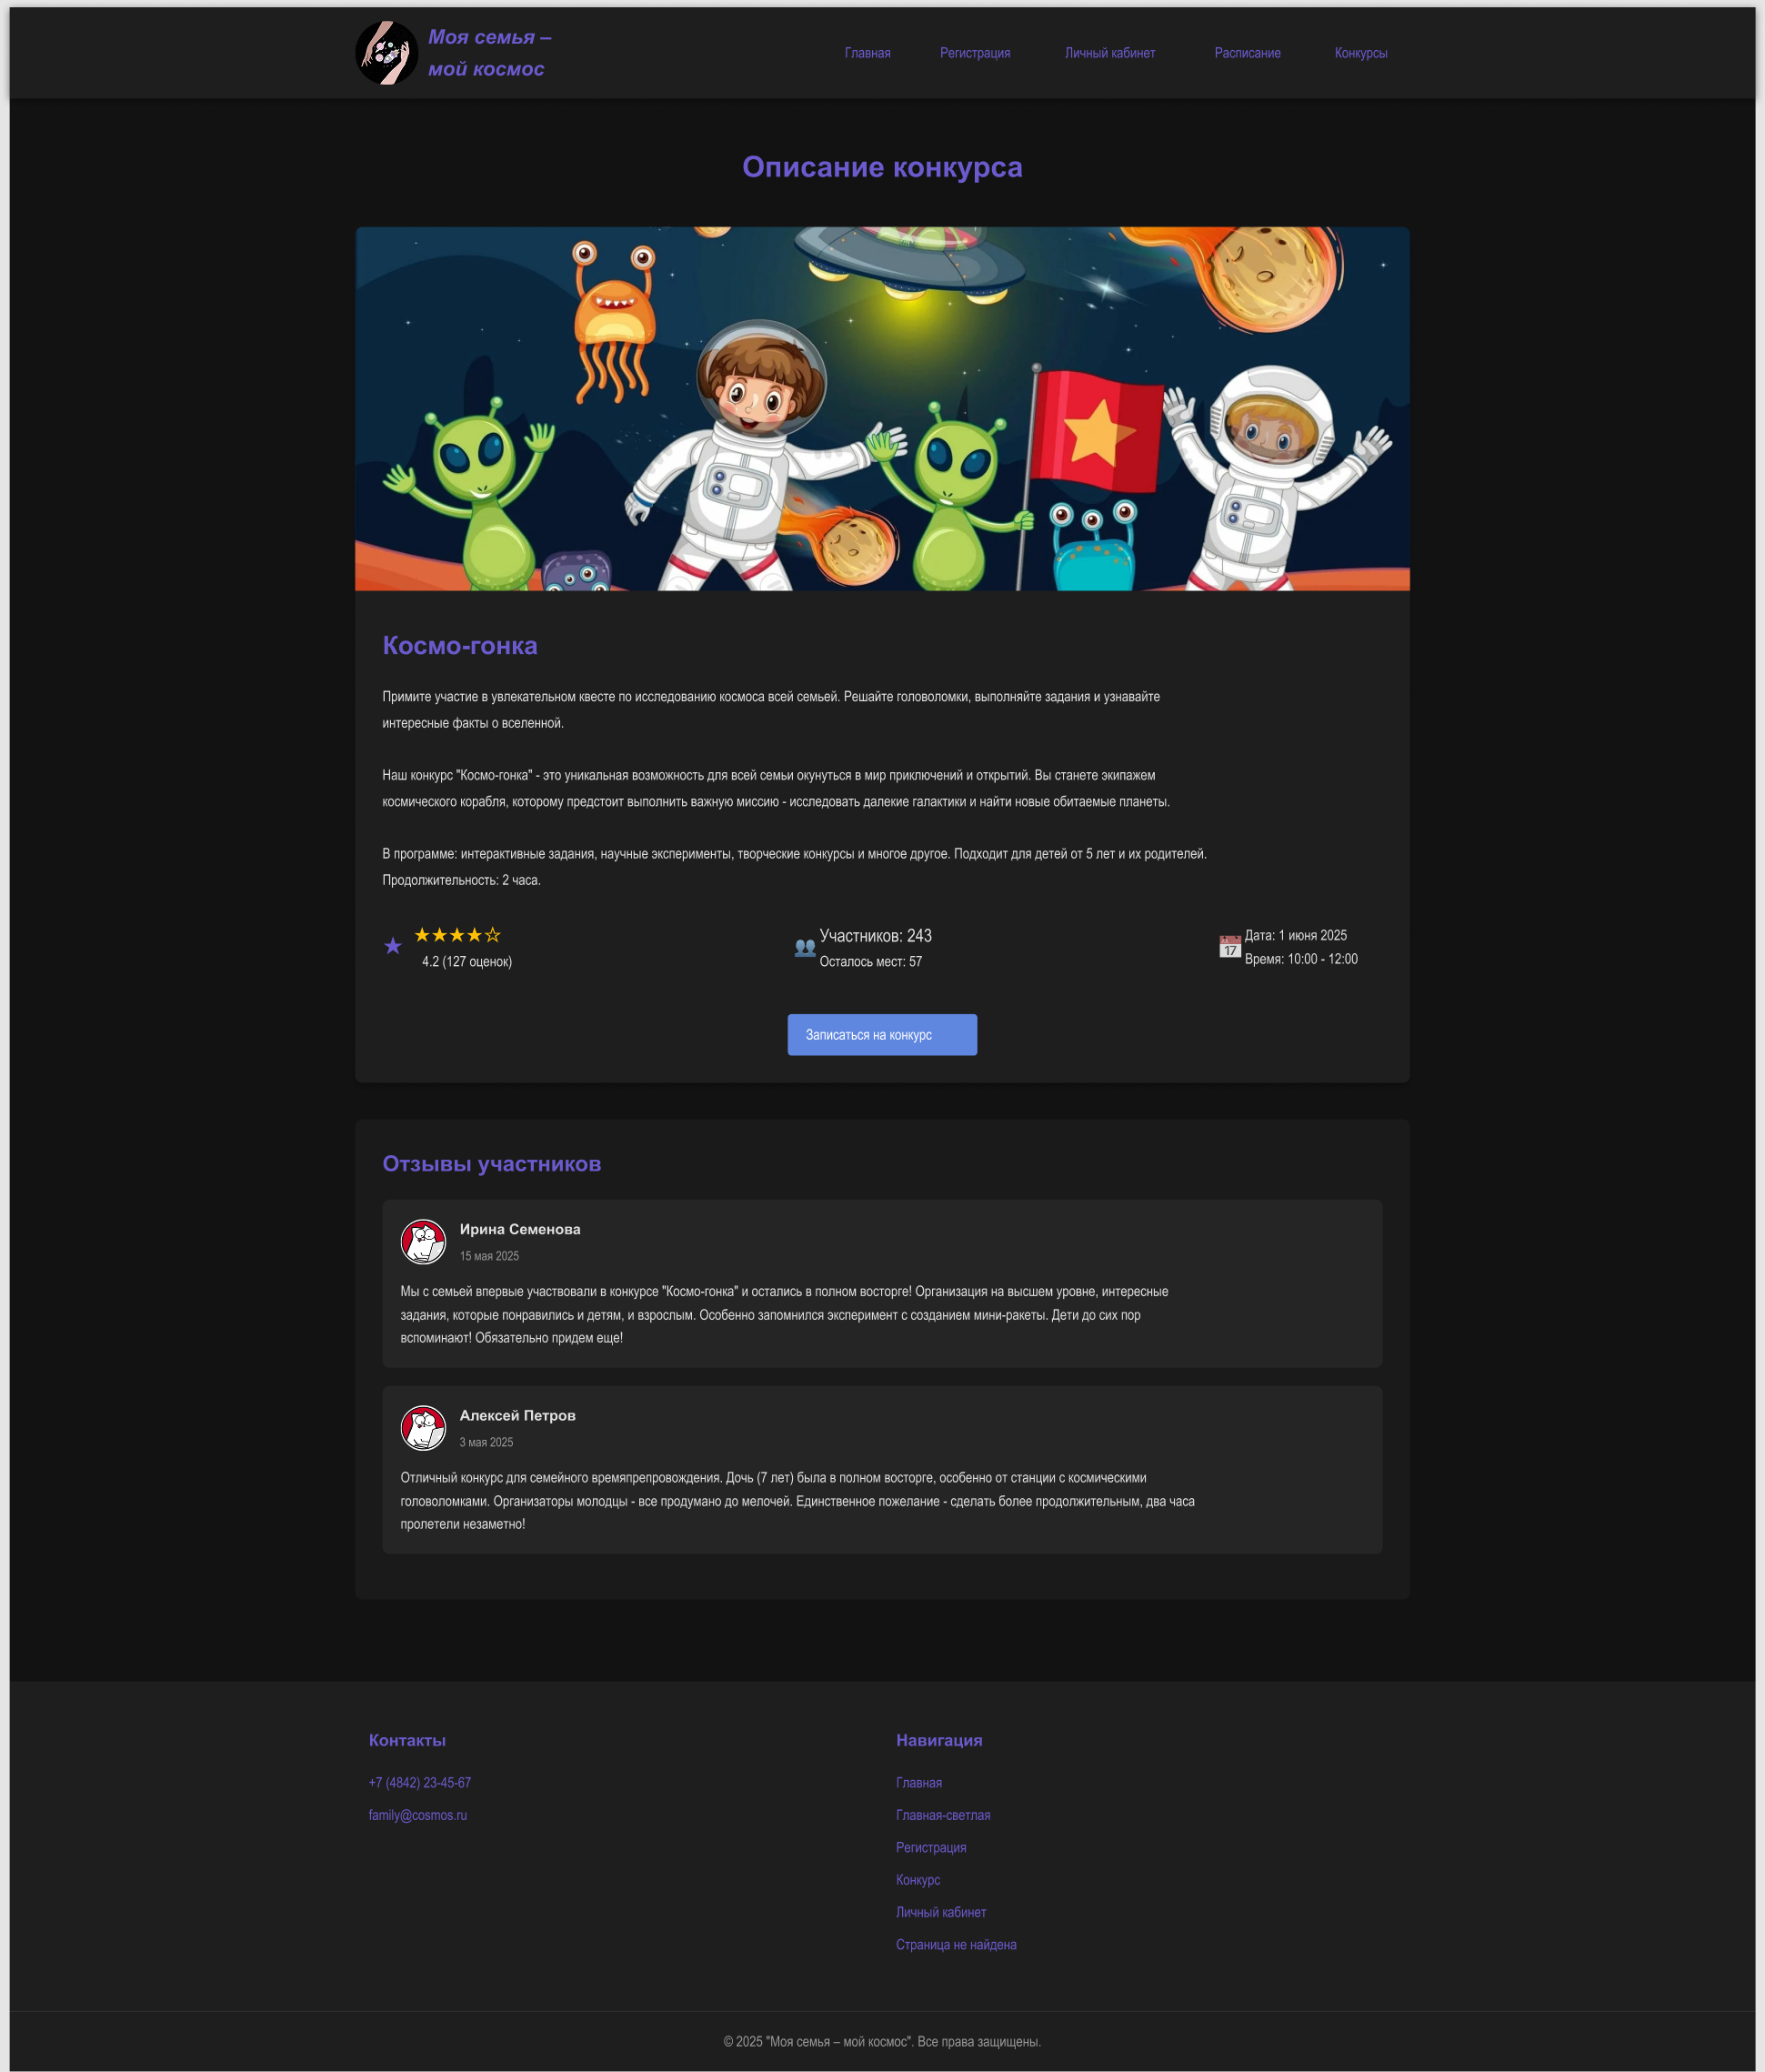 Моя семья –
мой космос
Главная
Регистрация
Личный кабинет
Расписание
Конкурсы
Описание конкурса
Космо-гонка
Примите участие в увлекательном квесте по исследованию космоса всей семьей. Решайте головоломки, выполняйте задания и узнавайте
интересные факты о вселенной.
Наш конкурс "Космо-гонка" - это уникальная возможность для всей семьи окунуться в мир приключений и открытий. Вы станете экипажем
космического корабля, которому предстоит выполнить важную миссию - исследовать далекие галактики и найти новые обитаемые планеты.
В программе: интерактивные задания, научные эксперименты, творческие конкурсы и многое другое. Подходит для детей от 5 лет и их родителей.
Продолжительность: 2 часа.
★ ★★★★☆
4.2 (127 оценок)
Участников: 243
Осталось мест: 57
17
Дата: 1 июня 2025
Время: 10:00 - 12:00
Записаться на конкурс
Отзывы участников
Ирина Семенова
15 мая 2025
Мы с семьей впервые участвовали в конкурсе "Космо-гонка" и остались в полном восторге! Организация на высшем уровне, интересные
задания, которые понравились и детям, и взрослым. Особенно запомнился эксперимент с созданием мини-ракеты. Дети до сих пор
вспоминают! Обязательно придем еще!
Алексей Петров
3 мая 2025
Отличный конкурс для семейного времяпрепровождения. Дочь (7 лет) была в полном восторге, особенно от станции с космическими
головоломками. Организаторы молодцы - все продумано до мелочей. Единственное пожелание - сделать более продолжительным, два часа
пролетели незаметно!
Контакты
+7 (4842) 23-45-67
family@cosmos.ru
Навигация
Главная
Главная-светлая
Регистрация
Конкурс
Личный кабинет
Страница не найдена
© 2025 "Моя семья – мой космос". Все права защищены.